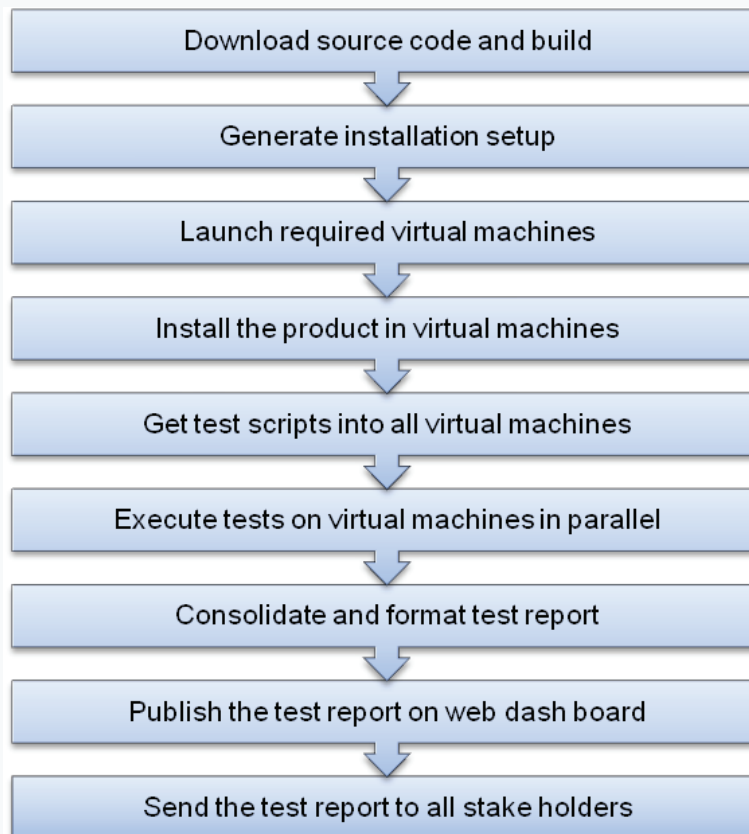 Download source code and build
Generate installation setup
Launch required virtual machines
Install the product in virtual machines
Get test scripts into all virtual machines
Execute tests on virtual machines in parallel
Consolidate and format test report
Publish the test report on web dash board
Send the test report to all stake holders